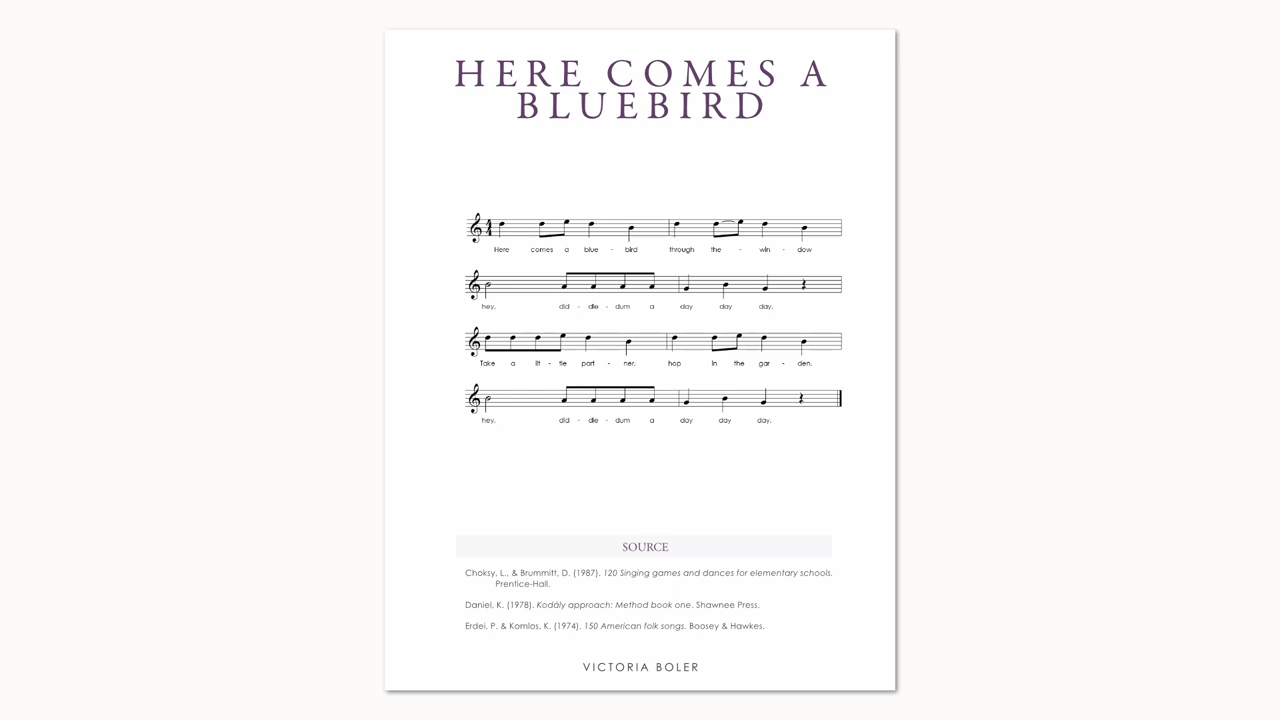 HERE COMES A
BLUEBIRD
Here comes a blue - bird through the - win - dow
hey, did - dle - dum a day day day.
Take a lit - tle part - ner, hop in the gar - den,
hey, did - dle - dum a day day day.
SOURCE
Choksy, L., & Brummitt, D. (1987). 120 Singing games and dances for elementary schools.
Prentice-Hall.
Daniel, K. (1978). Kodály approach: Method book one. Shawnee Press.
Erdei, P. & Komlos, K. (1974). 150 American folk songs. Boosey & Hawkes.
VICTORIA BOLER